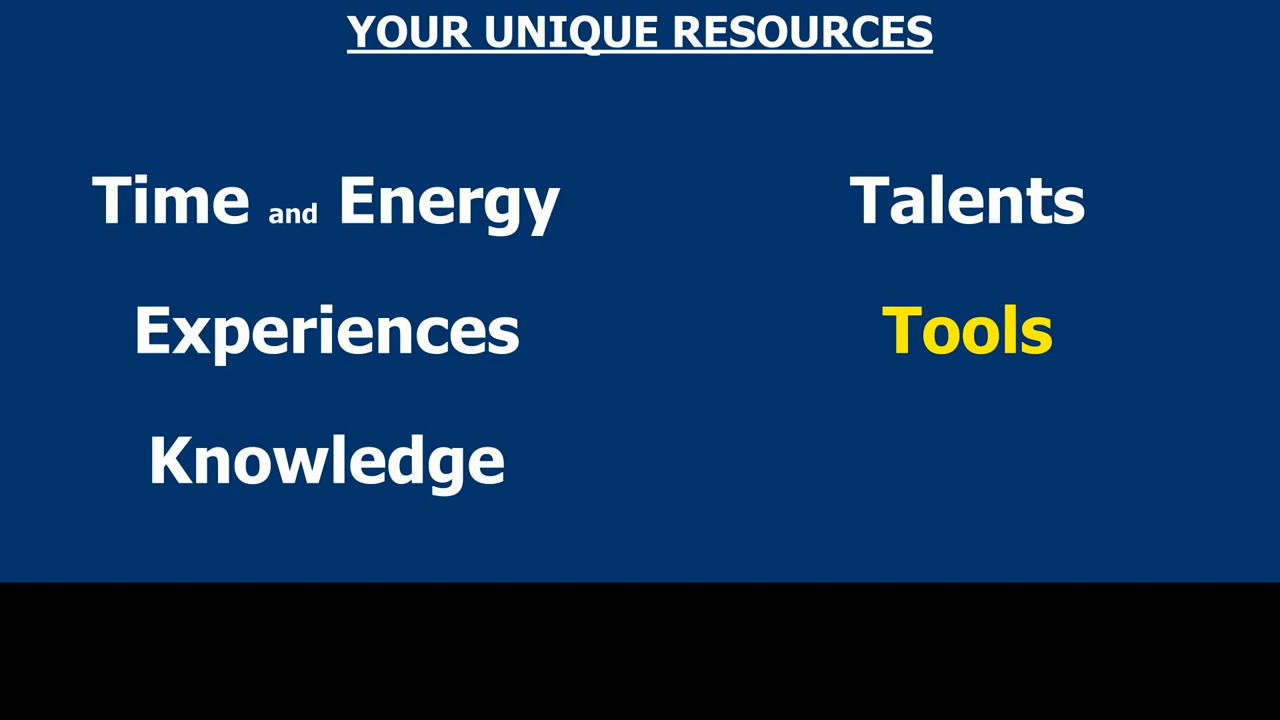 YOUR UNIQUE RESOURCES
Time and Energy
Experiences
Knowledge
Talents
Tools